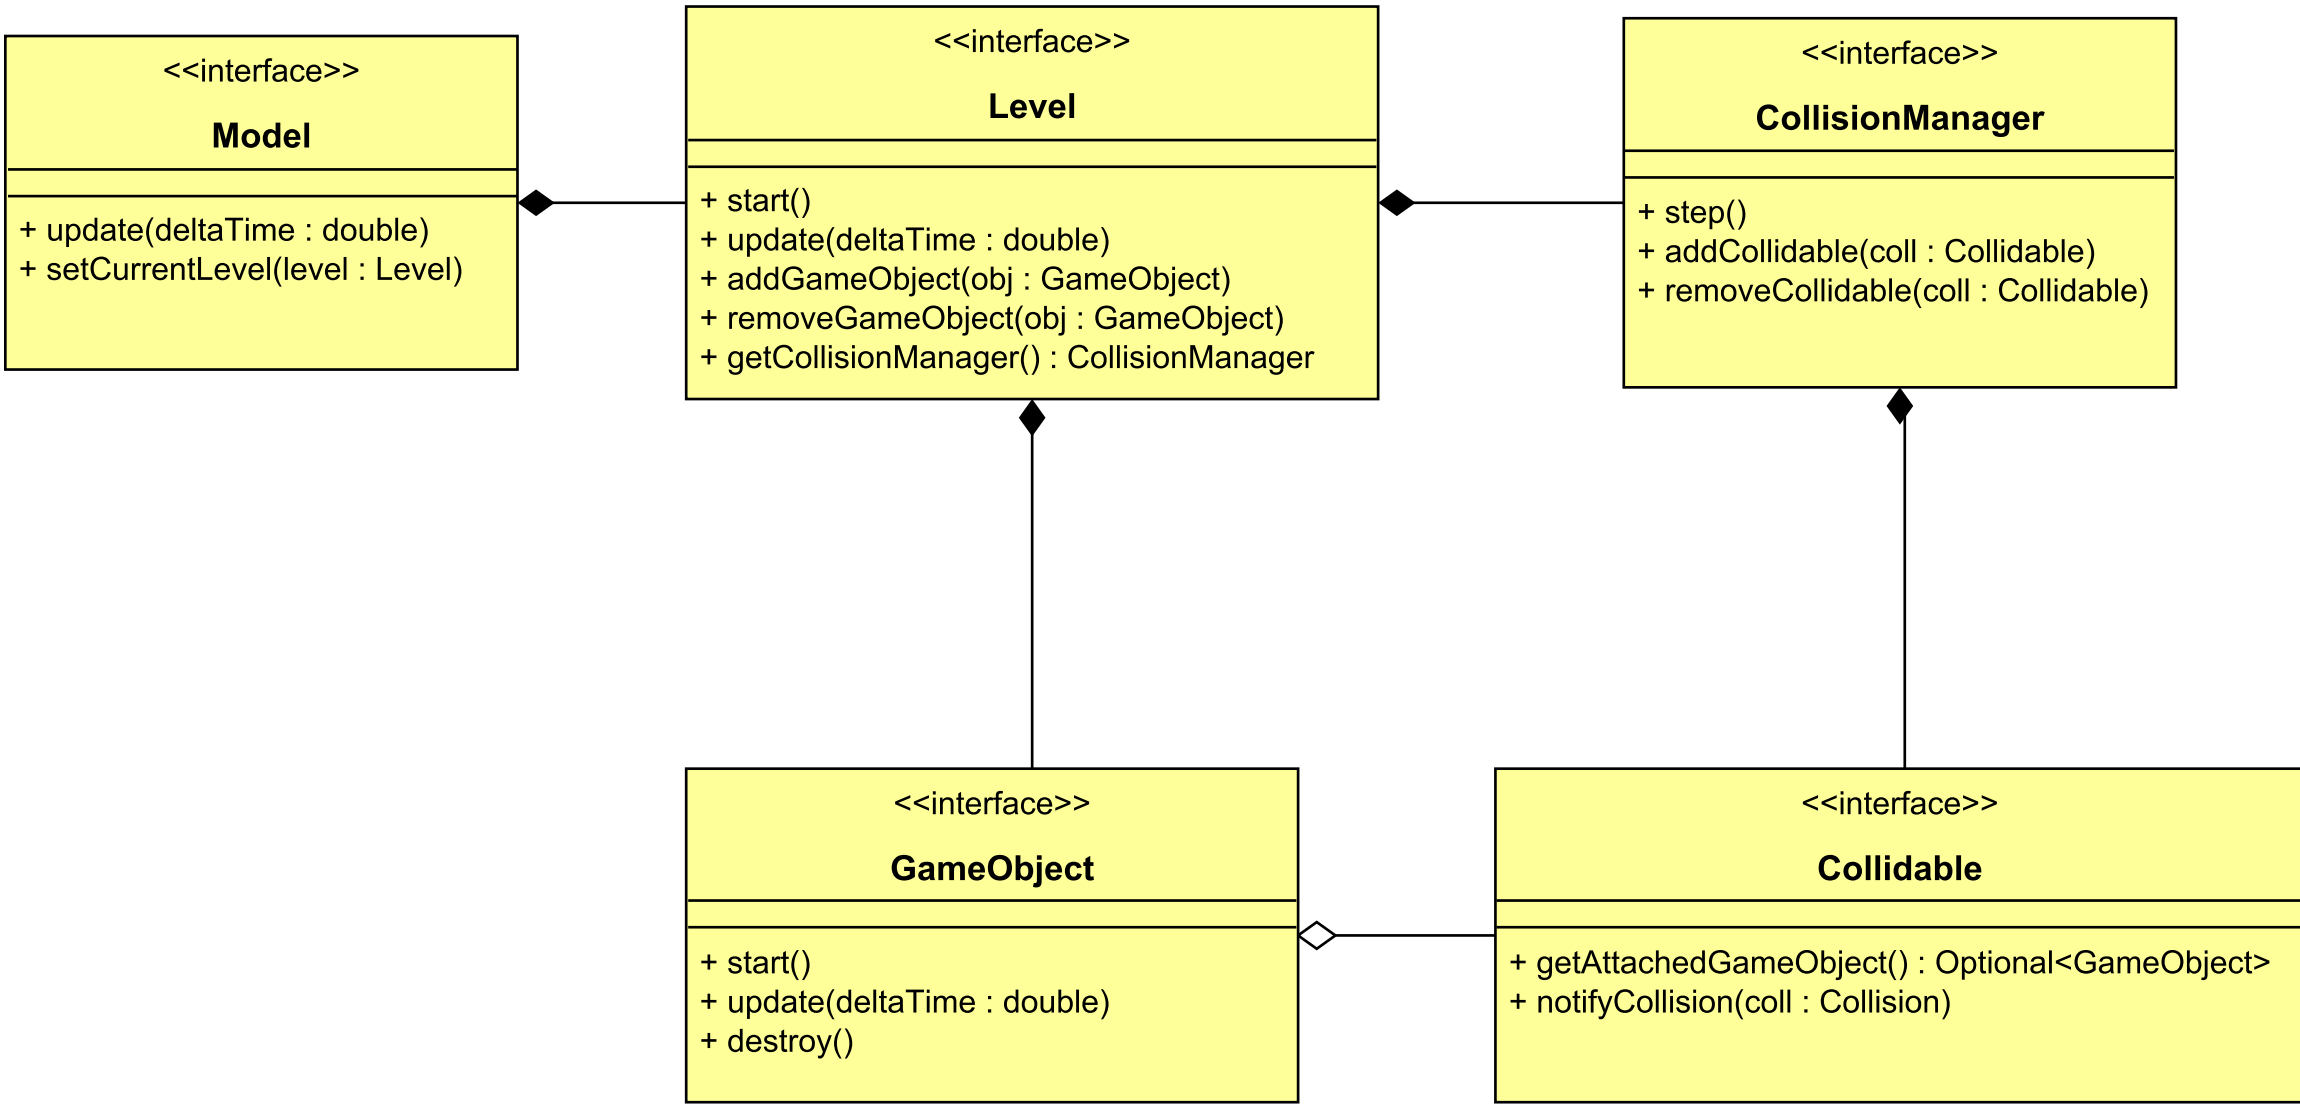 <<interface>>
Model
+ update(deltaTime : double)
+ setCurrentLevel(level : Level)
<<interface>>
Level
+ start()
+ update(deltaTime : double)
+ addGameObject(obj : GameObject)
+ removeGameObject(obj : GameObject)
+ getCollisionManager() : CollisionManager
<<interface>>
CollisionManager
+ step()
+ addCollidable(coll : Collidable)
+ removeCollidable(coll : Collidable)
<<interface>>
GameObject
+ start()
+ update(deltaTime : double)
+ destroy()
<<interface>>
Collidable
+ getAttachedGameObject() : Optional<GameObject>
+ notifyCollision(coll : Collision)